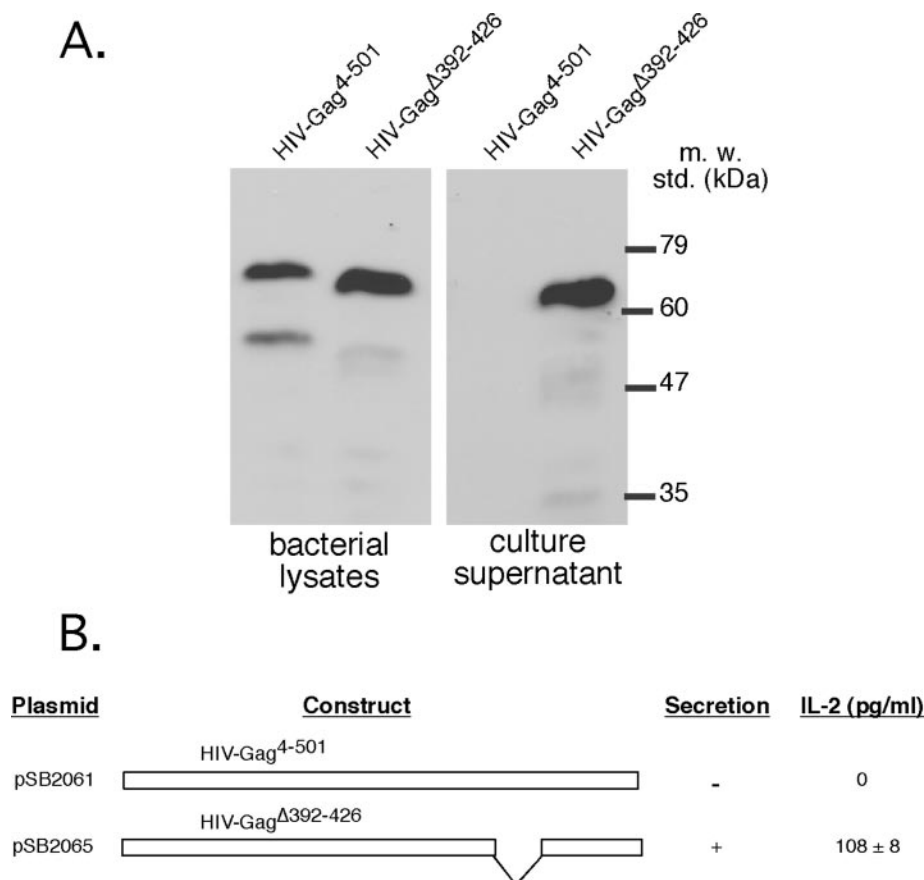 A.
HIV-Gag4-501
HIV-GagΔ392-426
HIV-Gag4-501
HIV-GagΔ392-426
m. w.
std. (kDa)
79
60
47
35
bacterial
lysates
culture
supernatant
B.
Plasmid Construct Secretion IL-2 (pg/ml)
HIV-Gag4-501
pSB2061 - 0
HIV-GagΔ392-426
pSB2065 + 108 ± 8